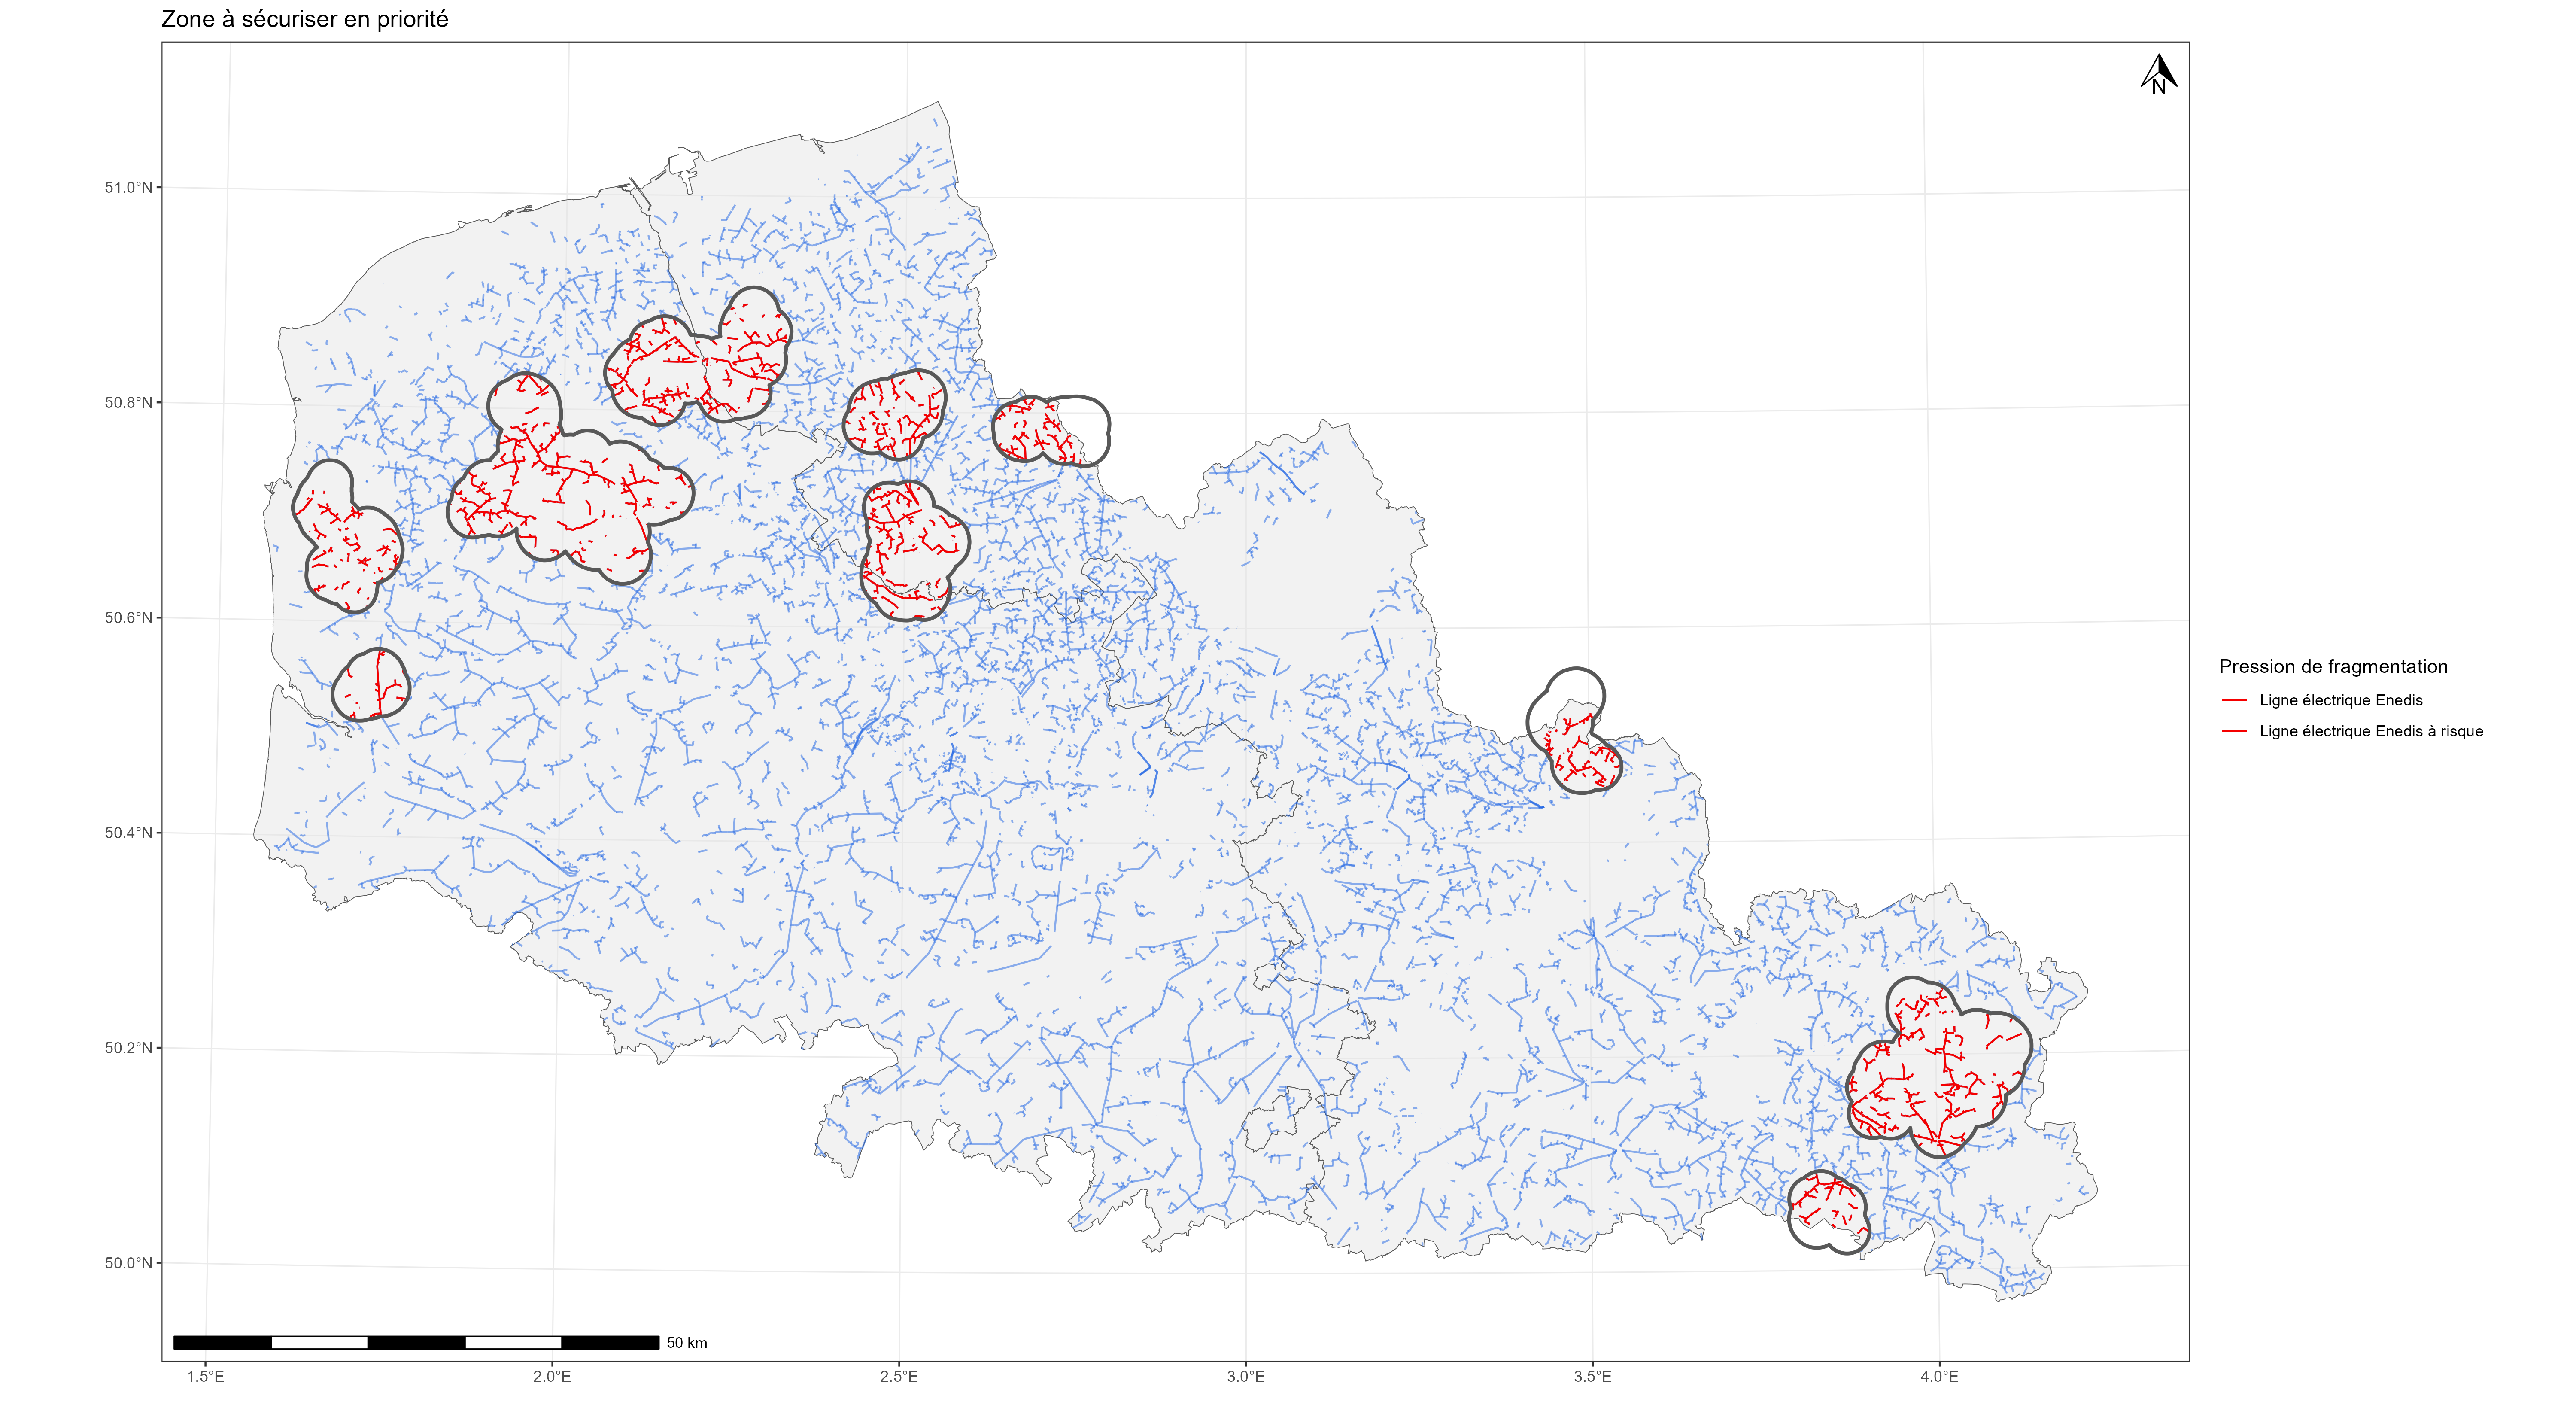 Zone à sécuriser en priorité
N
51.0°N
50.8°N
50.6°N
50.4°N
50.2°N
50.0°N
50 km
1.5°E
2.0°E
2.5°E
3.0°E
3.5°E
4.0°E
Pression de fragmentation
Ligne électrique Enedis
Ligne électrique Enedis à risque